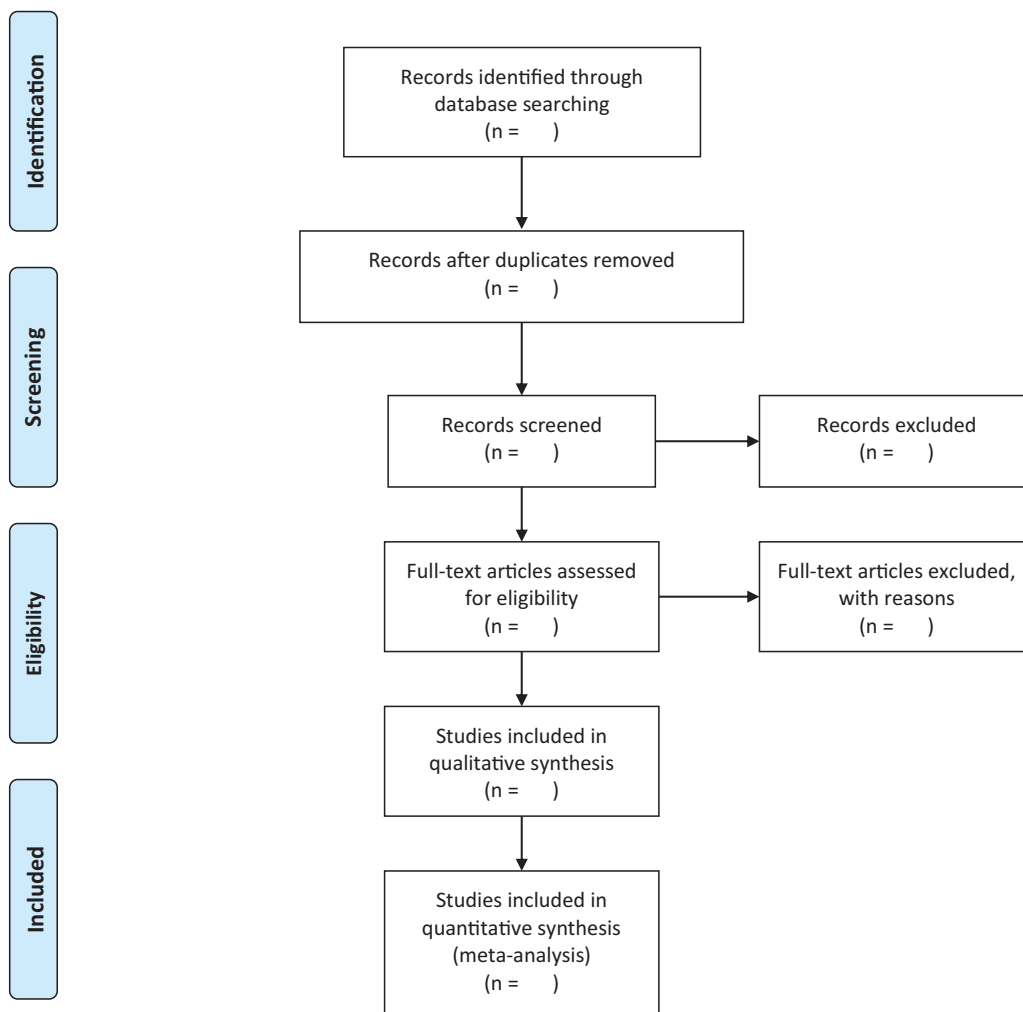 Identification
Records identified through
database searching
(n = )
Records after duplicates removed
(n = )
Screening
Records screened
(n = )
Records excluded
(n = )
Eligibility
Full-text articles assessed
for eligibility
(n = )
Full-text articles excluded,
with reasons
(n = )
Studies included in
qualitative synthesis
(n = )
Included
Studies included in
quantitative synthesis
(meta-analysis)
(n = )